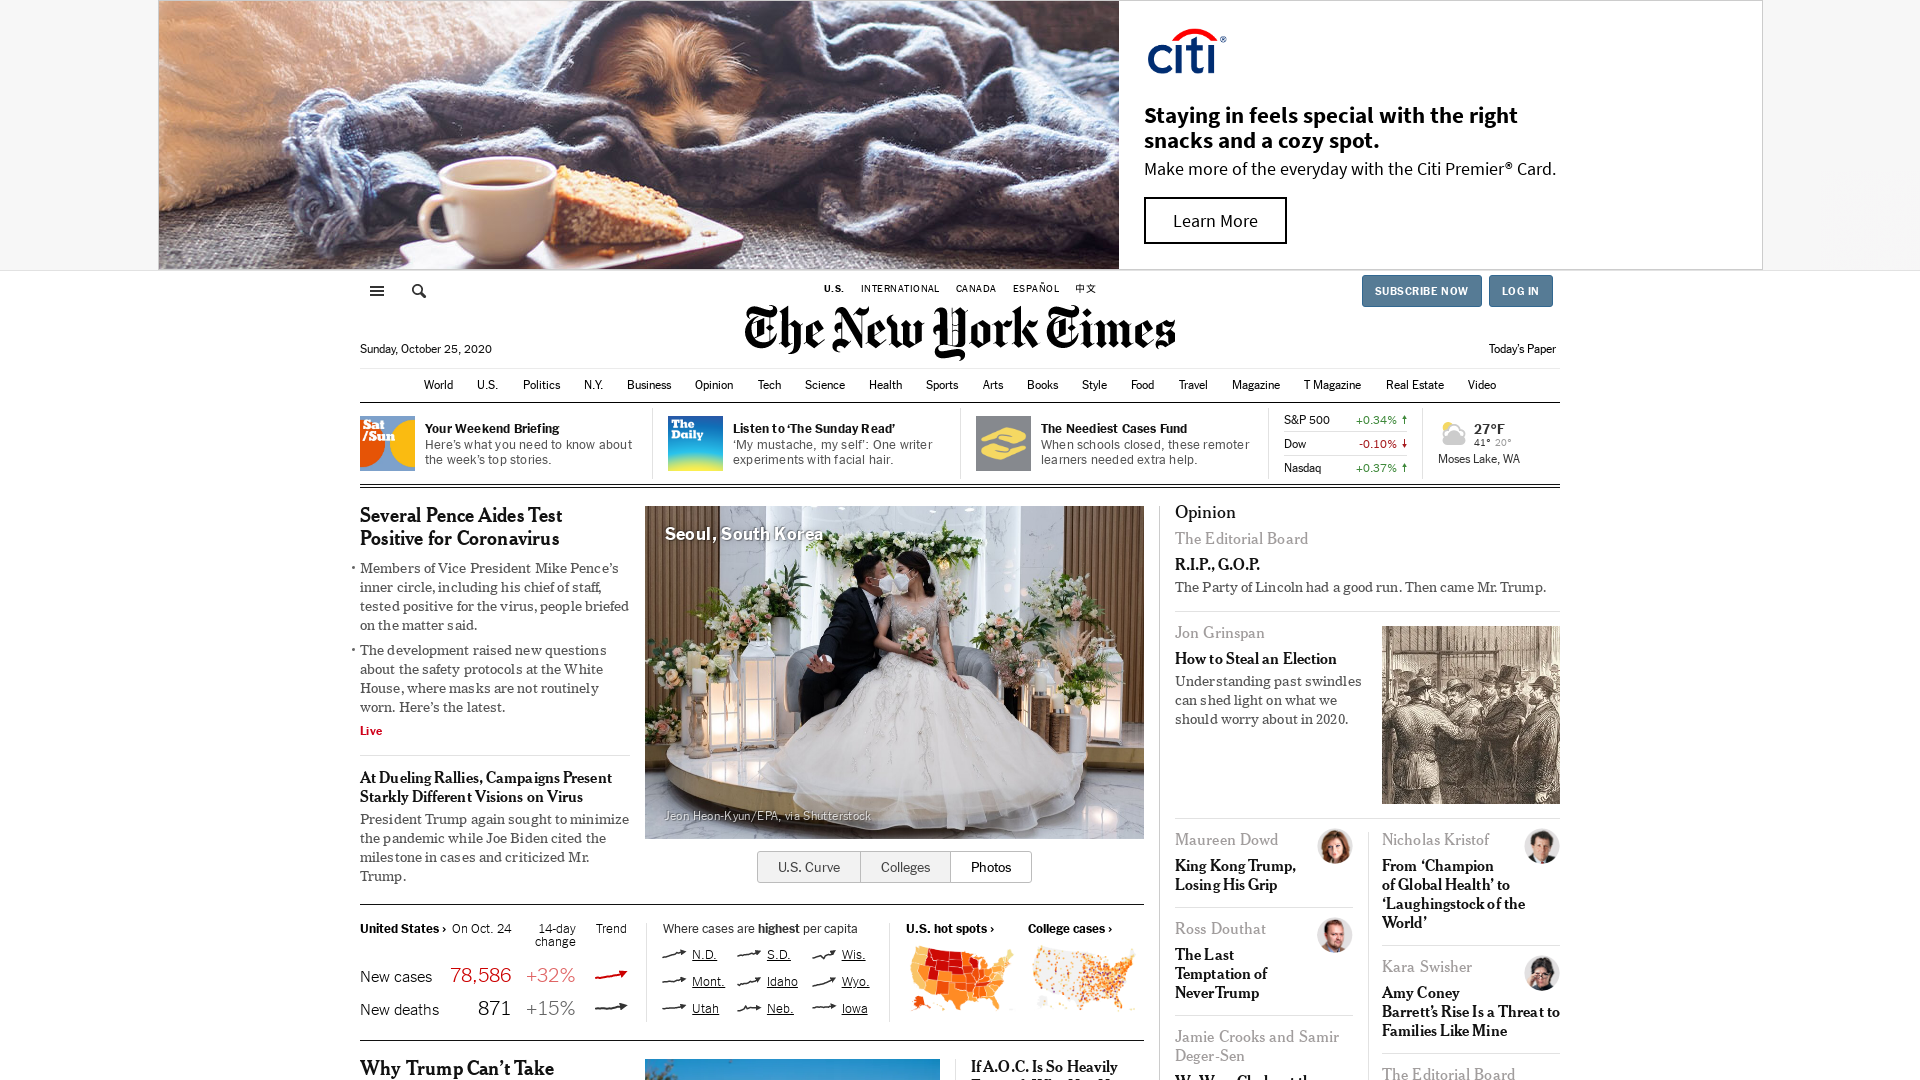 citi®
Staying in feels special with the right
snacks and a cozy spot.
Make more of the everyday with the Citi Premier® Card.
Learn More
U.S. INTERNATIONAL CANADA ESPAÑOL 中文
SUBSCRIBE NOW LOG IN
The New York Times
Sunday, October 25, 2020
Today's Paper
World U.S. Politics N.Y. Business Opinion Tech Science Health Sports Arts Books Style Food Travel Magazine T Magazine Real Estate Video
Sat
/Sun
Your Weekend Briefing
Here’s what you need to know about
the week’s top stories.
The
Daily
Listen to ‘The Sunday Read’
‘My mustache, my self’: One writer
experiments with facial hair.
The Neediest Cases Fund
When schools closed, these remoter
learners needed extra help.
S&P 500 +0.34% ↑
Dow -0.10% ↓
Nasdaq +0.37% ↑
27°F
41° 20°
Moses Lake, WA
Several Pence Aides Test
Positive for Coronavirus
• Members of Vice President Mike Pence’s
inner circle, including his chief of staff,
tested positive for the virus, people briefed
on the matter said.
• The development raised new questions
about the safety protocols at the White
House, where masks are not routinely
worn. Here’s the latest.
Live
At Dueling Rallies, Campaigns Present
Starkly Different Visions on Virus
President Trump again sought to minimize
the pandemic while Joe Biden cited the
milestone in cases and criticized Mr.
Trump.
Seoul, South Korea
Jeon Heon-Kyun/EPA, via Shutterstock
U.S. Curve Colleges Photos
United States › On Oct. 24 14-day
change Trend
New cases 78,586 +32%
New deaths 871 +15%
Where cases are highest per capita
N.D. S.D. Wis.
Mont. Idaho Wyo.
Utah Neb. Iowa
U.S. hot spots › College cases ›
Why Trump Can’t Take
If A.O.C. Is So Heavily
Opinion
The Editorial Board
R.I.P., G.O.P.
The Party of Lincoln had a good run. Then came Mr. Trump.
Jon Grinspan
How to Steal an Election
Understanding past swindles
can shed light on what we
should worry about in 2020.
Maureen Dowd
King Kong Trump,
Losing His Grip
Ross Douthat
The Last
Temptation of
NeverTrump
Jamie Crooks and Samir
Deger-Sen
Nicholas Kristof
From ‘Champion
of Global Health’ to
‘Laughingstock of the
World’
Kara Swisher
Amy Coney
Barrett’s Rise Is a Threat to
Families Like Mine
The Editorial Board